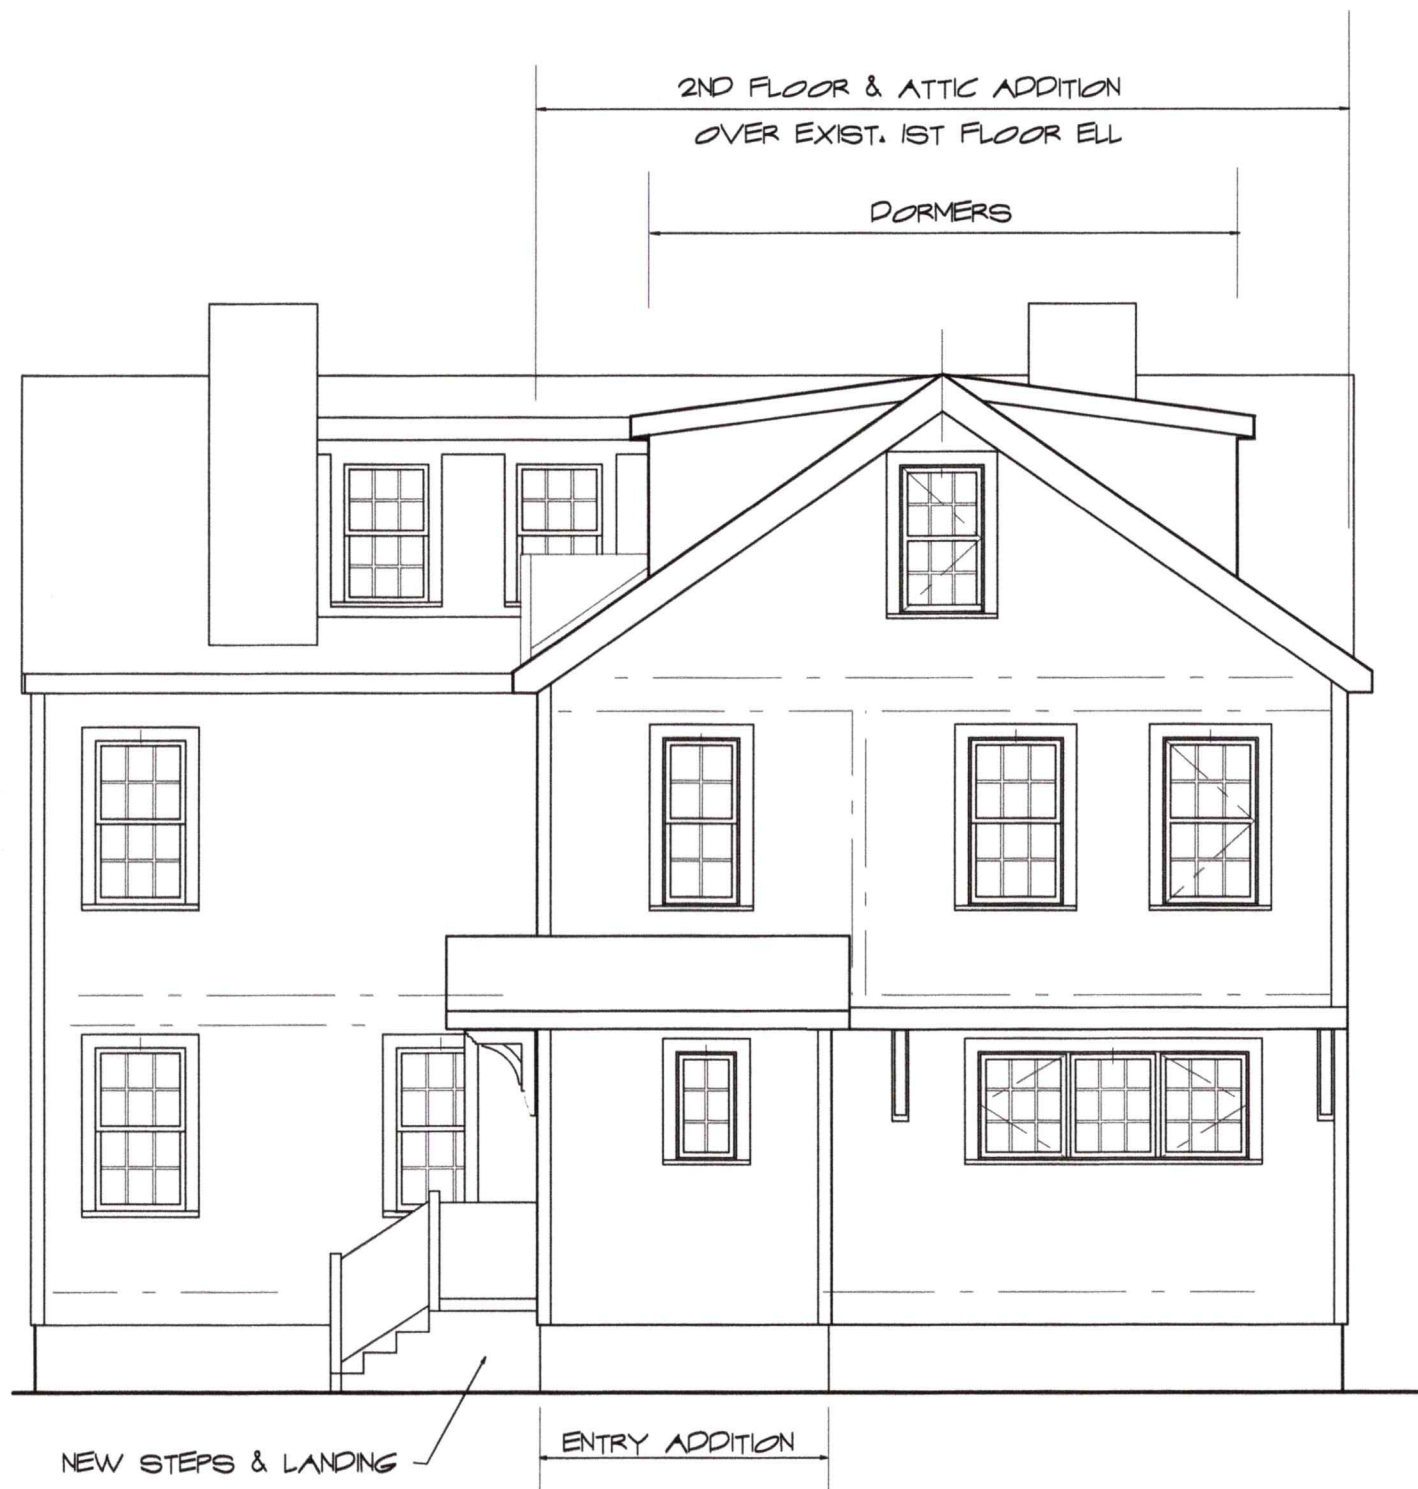 2ND FLOOR & ATTIC ADDITION
OVER EXIST. 1ST FLOOR ELL
DORMERS
NEW STEPS & LANDING
ENTRY ADDITION